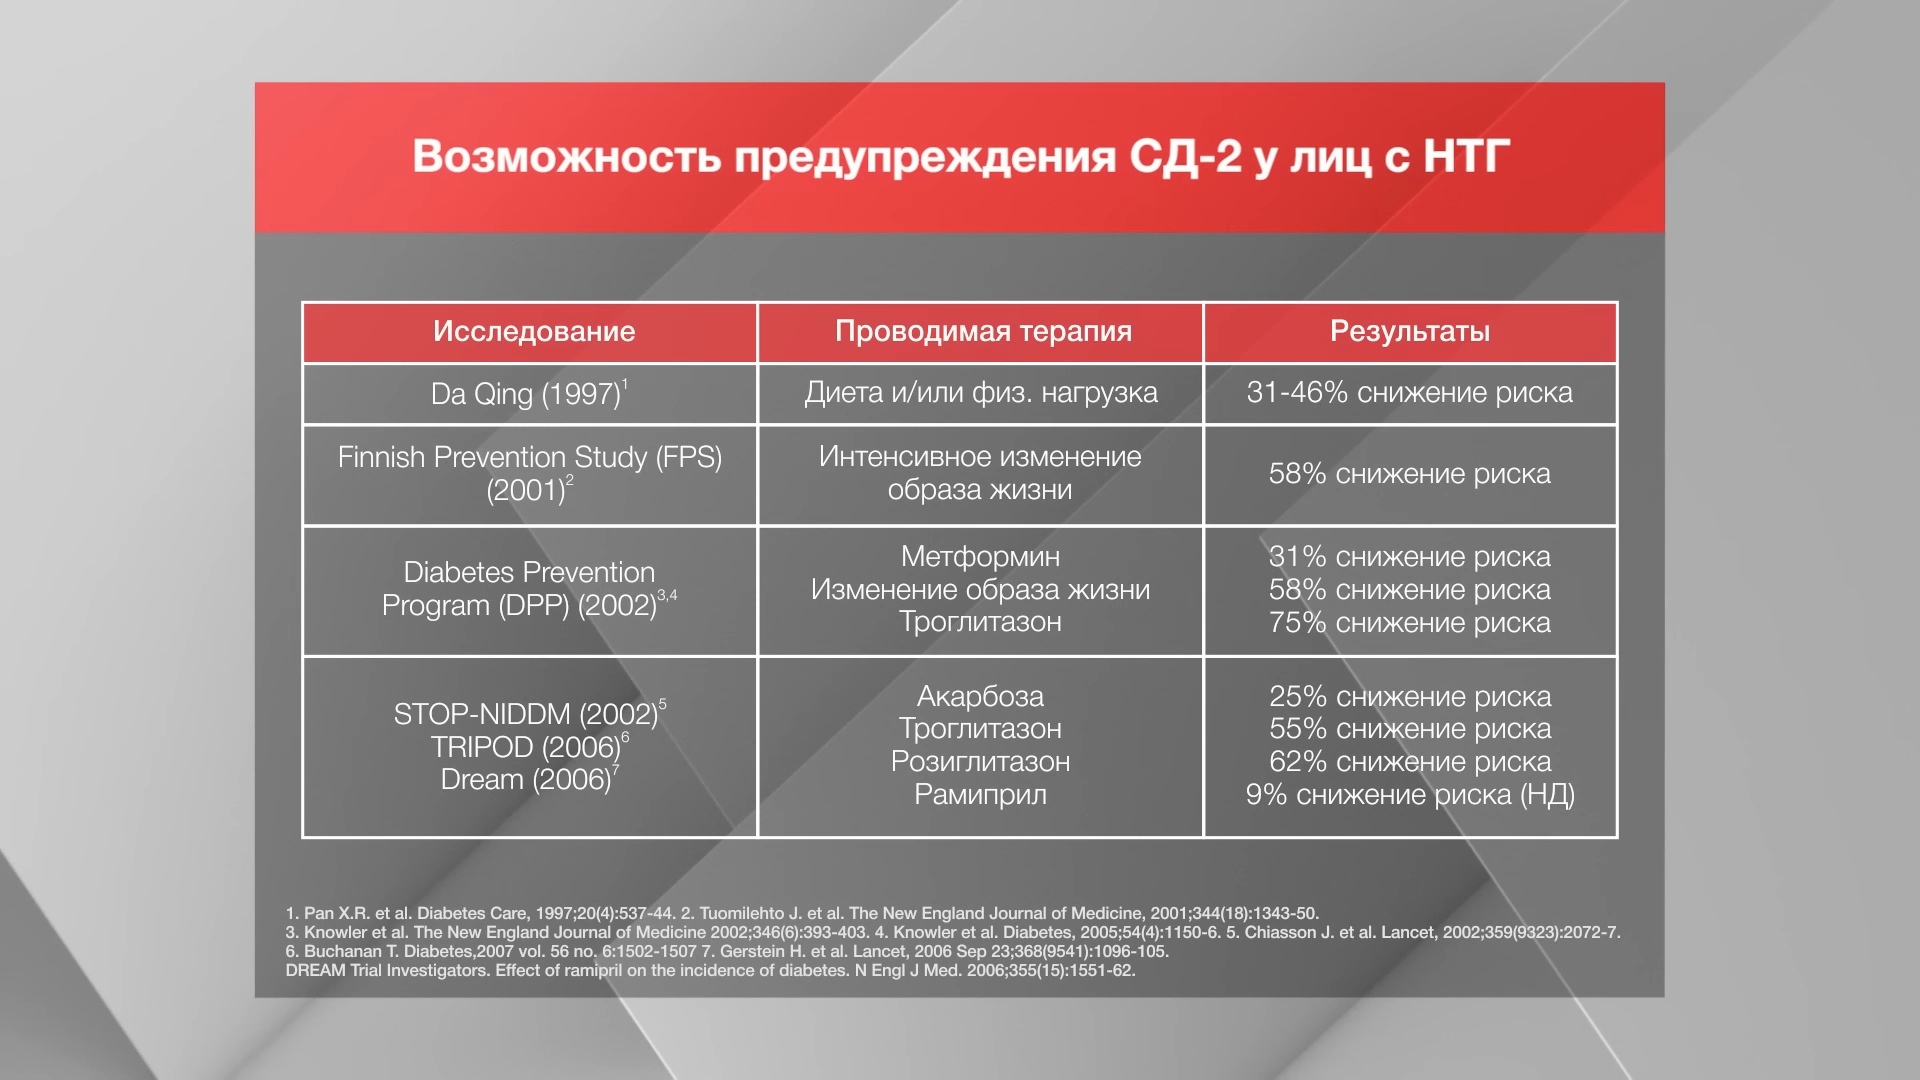 Возможность предупреждения СД-2 у лиц с НТГ
Исследование
Проводимая терапия
Результаты
Da Qing (1997)1
Диета и/или физ. нагрузка
31-46% снижение риска
Finnish Prevention Study (FPS)
(2001)2
Интенсивное изменение
образа жизни
58% снижение риска
Diabetes Prevention
Program (DPP) (2002)3,4
Метформин
Изменение образа жизни
Троглитазон
31% снижение риска
58% снижение риска
75% снижение риска
STOP-NIDDM (2002)5
TRIPOD (2006)6
Dream (2006)7
Акарбоза
Троглитазон
Розиглитазон
Рамиприл
25% снижение риска
55% снижение риска
62% снижение риска
9% снижение риска (НД)
1. Pan X.R. et al. Diabetes Care, 1997;20(4):537-44. 2. Tuomilehto J. et al. The New England Journal of Medicine, 2001;344(18):1343-50.
3. Knowler et al. The New England Journal of Medicine 2002;346(6):393-403. 4. Knowler et al. Diabetes, 2005;54(4):1150-6. 5. Chiasson J. et al. Lancet, 2002;359(9323):2072-7.
6. Buchanan T. Diabetes,2007 vol. 56 no. 6:1502-1507 7. Gerstein H. et al. Lancet, 2006 Sep 23;368(9541):1096-105.
DREAM Trial Investigators. Effect of ramipril on the incidence of diabetes. N Engl J Med. 2006;355(15):1551-62.